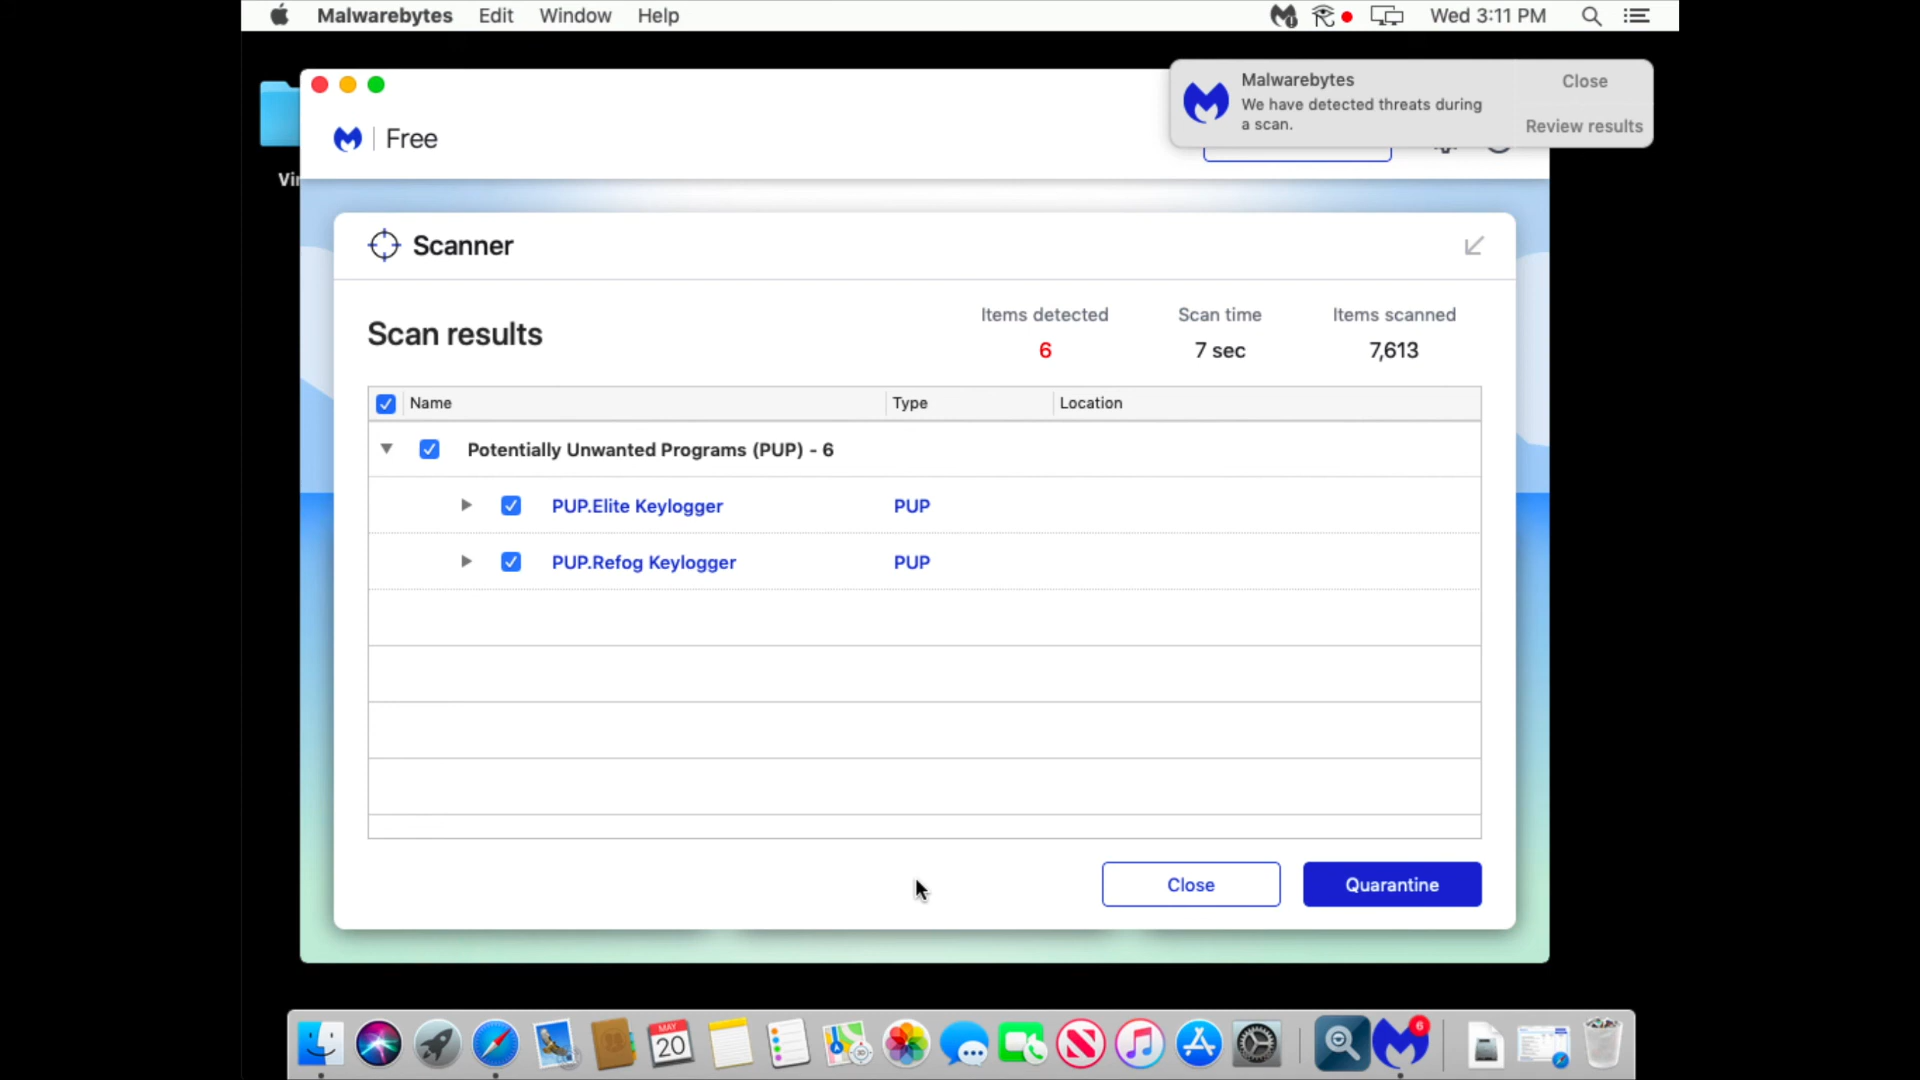 Malwarebytes Edit Window Help Wed 3:11 PM
Malwarebytes
Close
We have detected threats during
a scan.
Review results
Free
Scanner
Scan results
Items detected
6
Scan time
7 sec
Items scanned
7,613
Name Type Location
Potentially Unwanted Programs (PUP) - 6
PUP.Elite Keylogger PUP
PUP.Refog Keylogger PUP
Close Quarantine
MAY
20
6